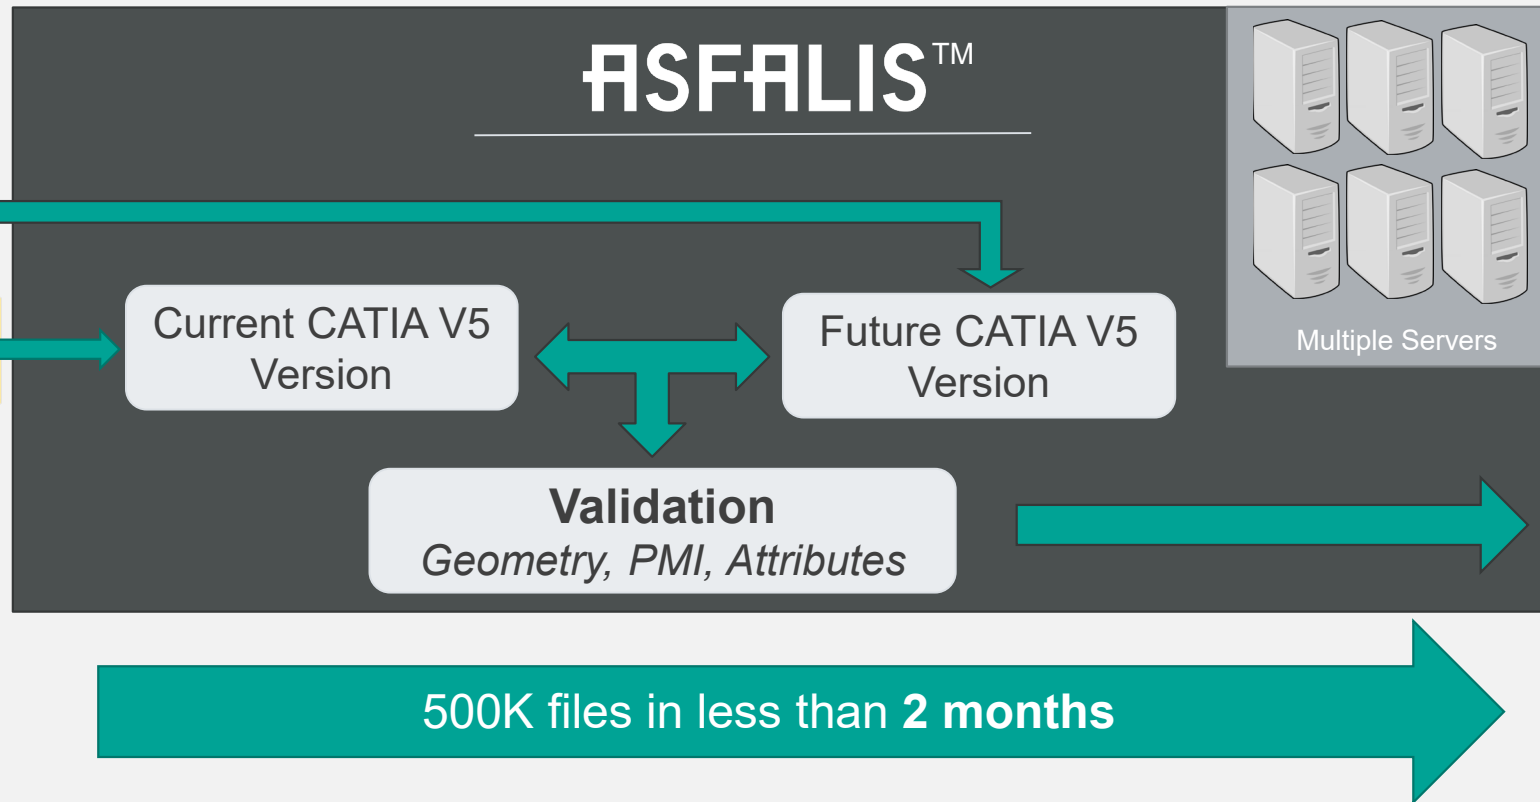 ASFALIS™
Multiple Servers
Current CATIA V5
Version
Future CATIA V5
Version
Validation
Geometry, PMI, Attributes
500K files in less than 2 months